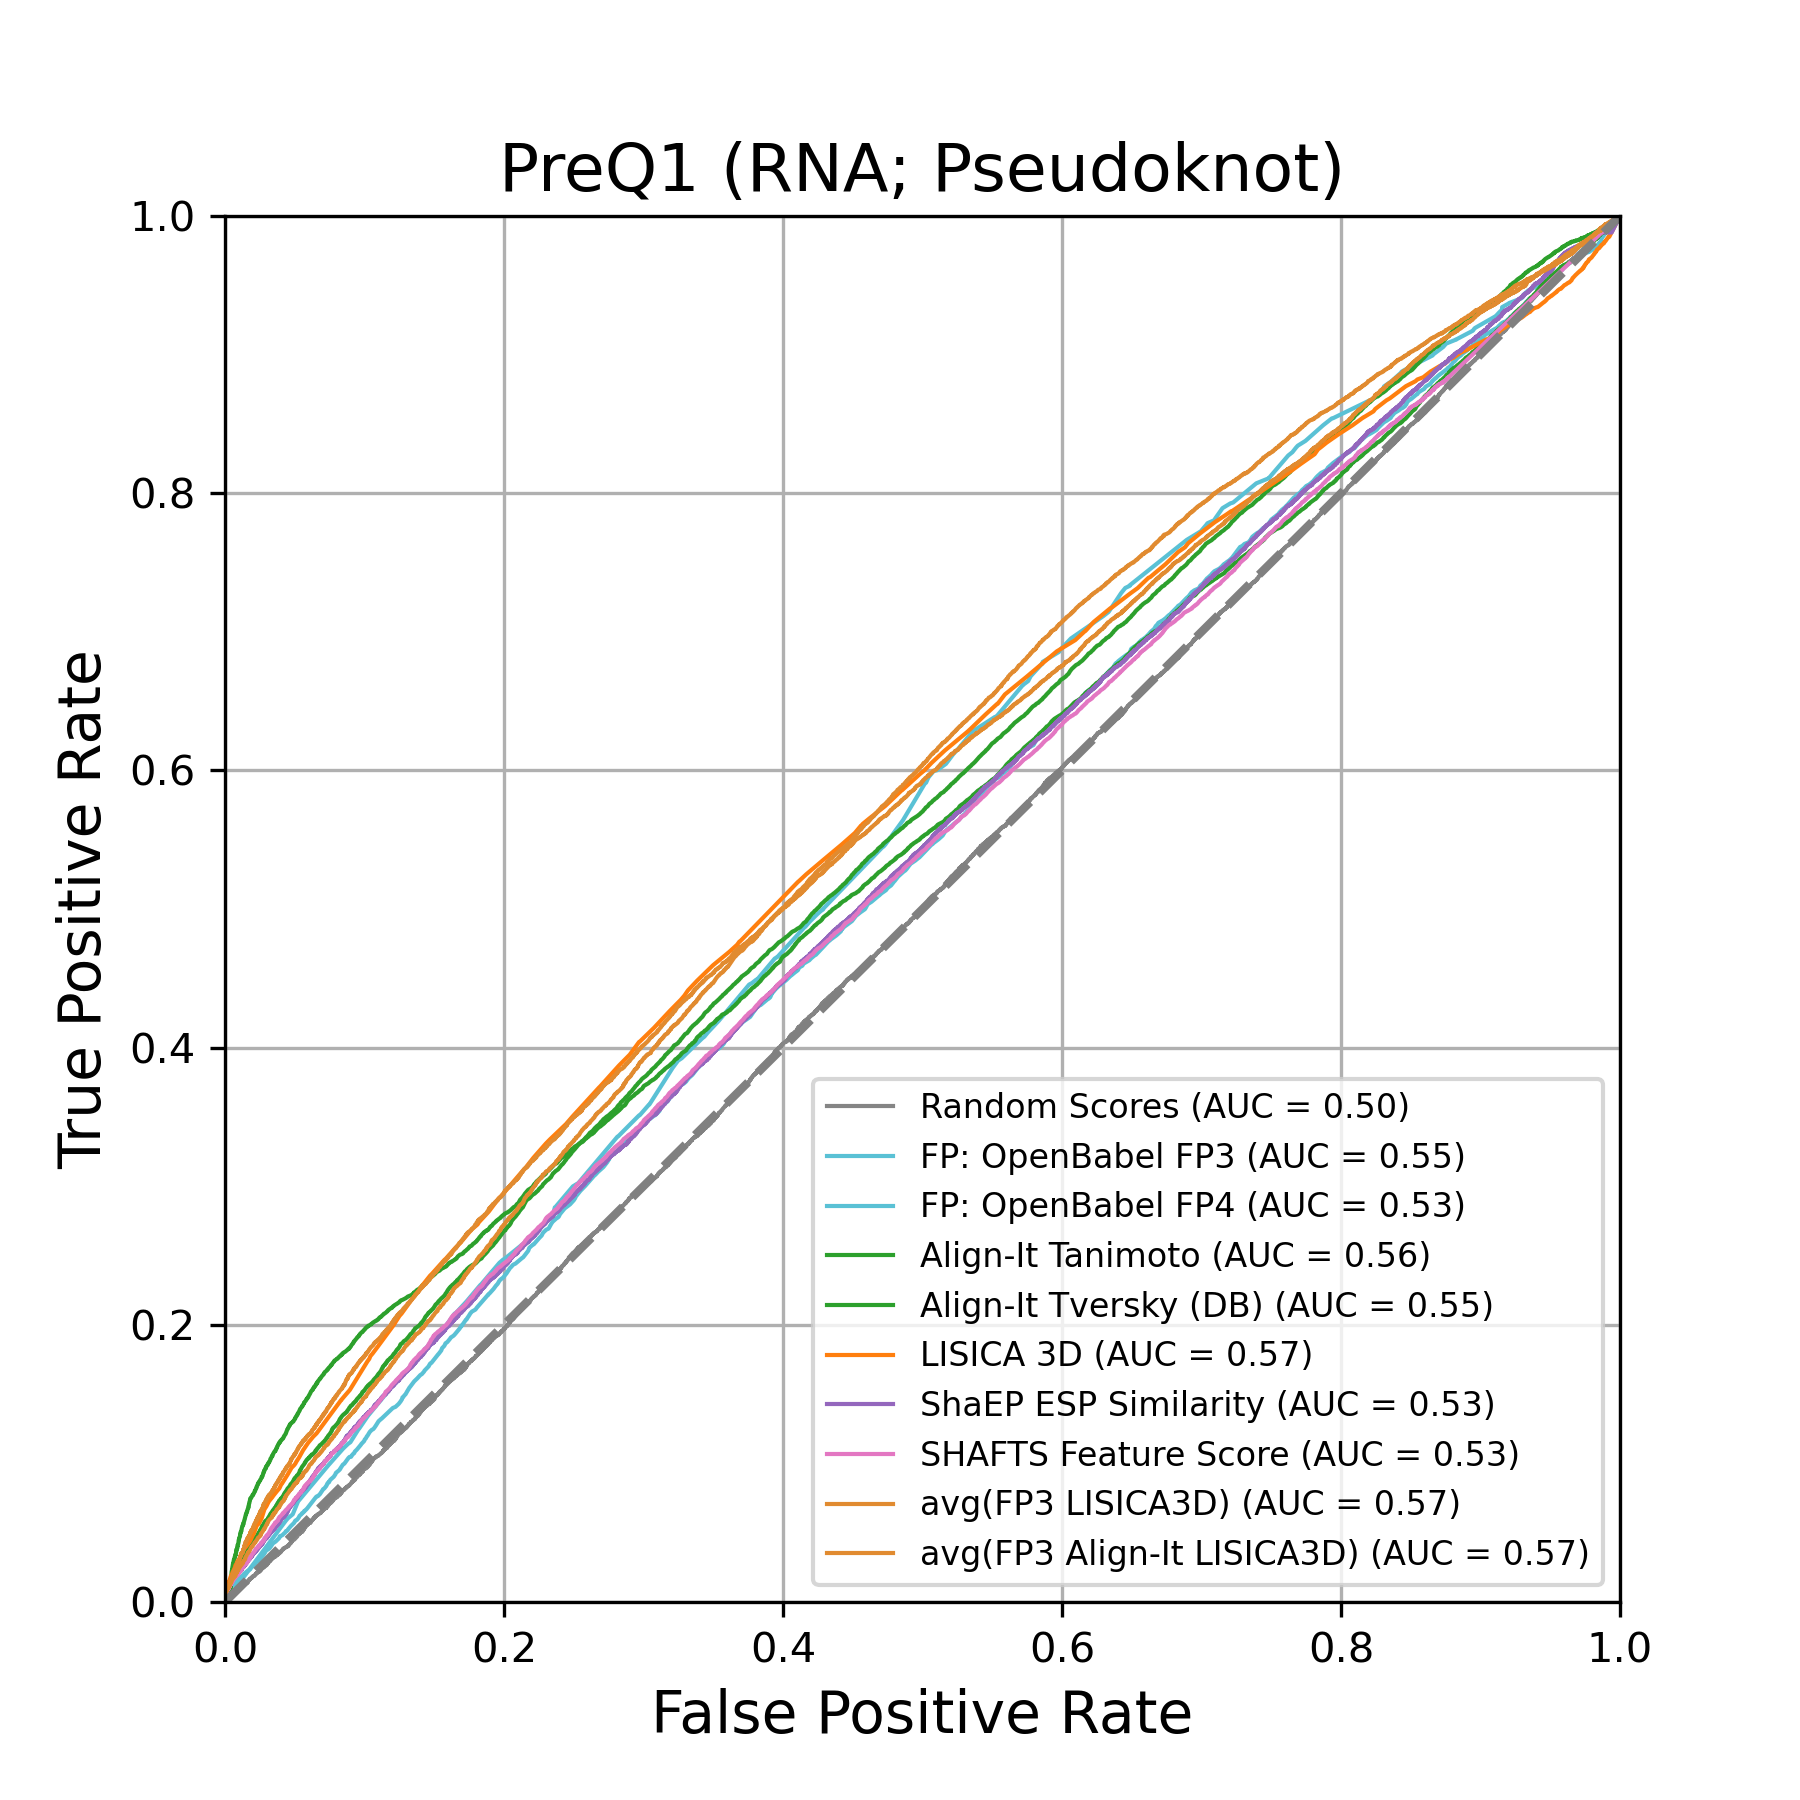 PreQ1 (RNA; Pseudoknot)
1.0
0.8
0.6
0.4
0.2
0.0
True Positive Rate
Random Scores (AUC = 0.50)
FP: OpenBabel FP3 (AUC = 0.55)
FP: OpenBabel FP4 (AUC = 0.53)
Align-It Tanimoto (AUC = 0.56)
Align-It Tversky (DB) (AUC = 0.55)
LISICA 3D (AUC = 0.57)
ShaEP ESP Similarity (AUC = 0.53)
SHAFTS Feature Score (AUC = 0.53)
avg(FP3 LISICA3D) (AUC = 0.57)
avg(FP3 Align-It LISICA3D) (AUC = 0.57)
0.0 0.2 0.4 0.6 0.8 1.0
False Positive Rate